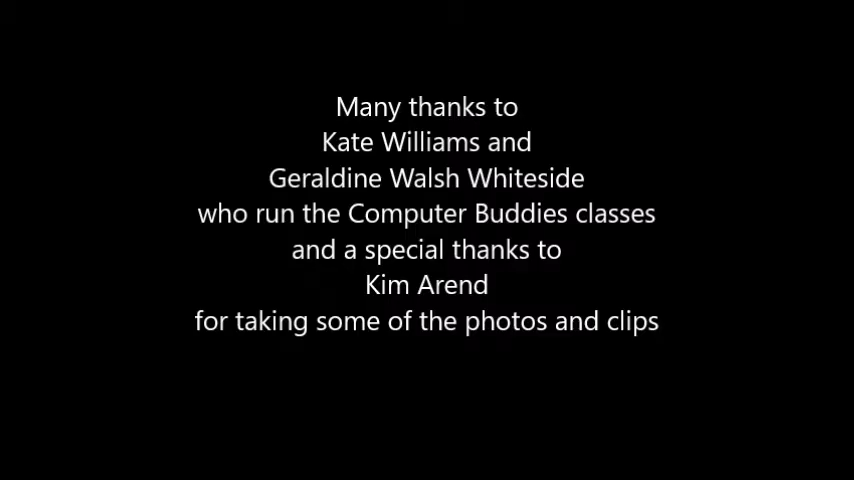 Many thanks to
Kate Williams and
Geraldine Walsh Whiteside
who run the Computer Buddies classes
and a special thanks to
Kim Arend
for taking some of the photos and clips